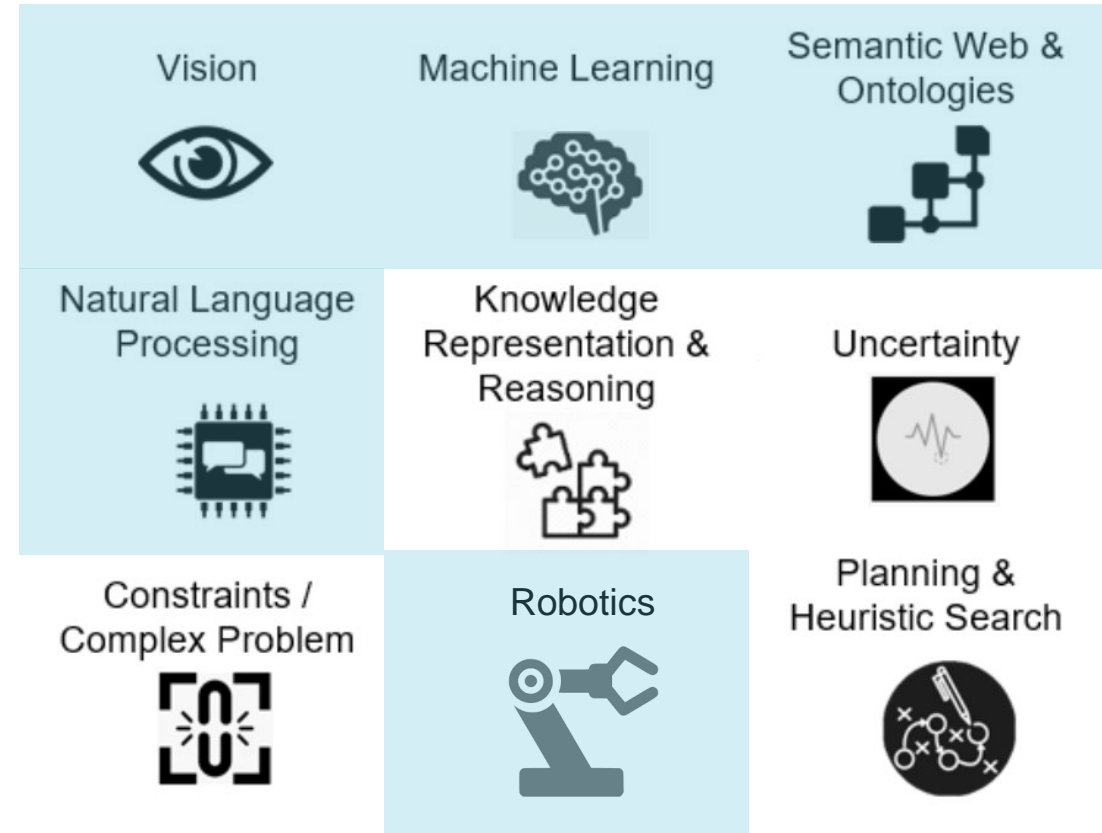 Vision
Machine Learning
Semantic Web &
Ontologies
Natural Language
Processing
Knowledge
Representation &
Reasoning
Uncertainty
Constraints /
Complex Problem
Robotics
Planning &
Heuristic Search